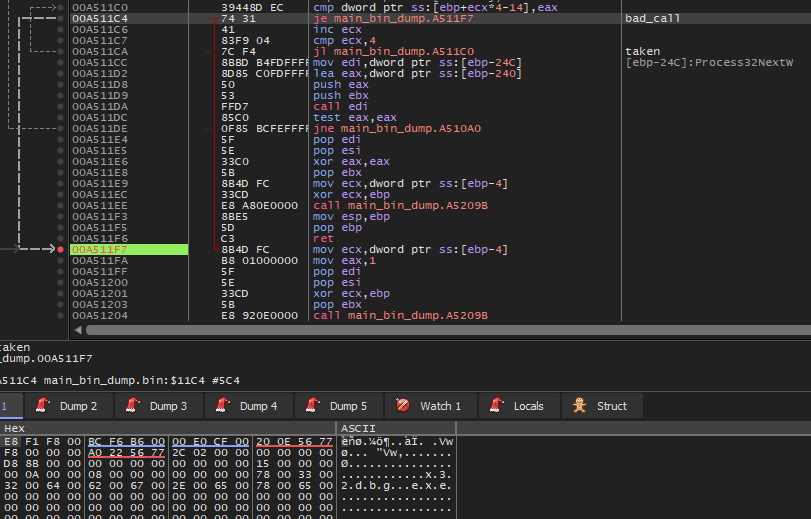 00A511C0 39448D EC cmp dword ptr ss:[ebp+ecx*4-14],eax
00A511C4 74 31 je main_bin_dump.A511F7 bad_call
00A511C6 41 inc ecx
00A511C7 83F9 04 cmp ecx,4
00A511CA 7C F4 jl main_bin_dump.A511C0 taken
00A511CC 8BBD B4FDFFFF mov edi,dword ptr ss:[ebp-24C] [ebp-24C]:Process32NextW
00A511D2 8D85 C0FDFFFF lea eax,dword ptr ss:[ebp-240]
00A511D8 50 push eax
00A511D9 53 push ebx
00A511DA FFD7 call edi
00A511DC 85C0 test eax,eax
00A511DE 0F85 BCFEFFFF jne main_bin_dump.A510A0
00A511E4 5F pop edi
00A511E5 5E pop esi
00A511E6 33C0 xor eax,eax
00A511E8 5B pop ebx
00A511E9 8B4D FC mov ecx,dword ptr ss:[ebp-4]
00A511EC 33CD xor ecx,ebp
00A511EE E8 A80E0000 call main_bin_dump.A5209B
00A511F3 8BE5 mov esp,ebp
00A511F5 5D pop ebp
00A511F6 C3 ret
00A511F7 8B4D FC mov ecx,dword ptr ss:[ebp-4]
00A511FA B8 01000000 mov eax,1
00A511FF 5F pop edi
00A51200 5E pop esi
00A51201 33CD xor ecx,ebp
00A51203 5B pop ebx
00A51204 E8 920E0000 call main_bin_dump.A5209B
taken
_dump.00A511F7
A511C4 main_bin_dump.bin:$11C4 #5C4
1 Dump 2 Dump 3 Dump 4 Dump 5 Watch 1 Locals Struct
Hex ASCII
E8 F1 F8 00 BC F6 B6 00 00 E0 CF 00 20 0E 56 77
F8 00 00 00 A0 22 56 77 2C 02 00 00 00 00 00 00
D8 8B 00 00 00 00 00 00 00 00 00 00 15 00 00 00
00 0A 00 00 08 00 00 00 00 00 00 00 78 00 33 00 ............x.3.
32 00 64 00 62 00 67 00 2E 00 65 00 78 00 65 00 2.d.b.g...e.x.e.
00 00 00 00 00 00 00 00 00 00 00 00 00 00 00 00 ................
00 00 00 00 00 00 00 00 00 00 00 00 00 00 00 00 ................